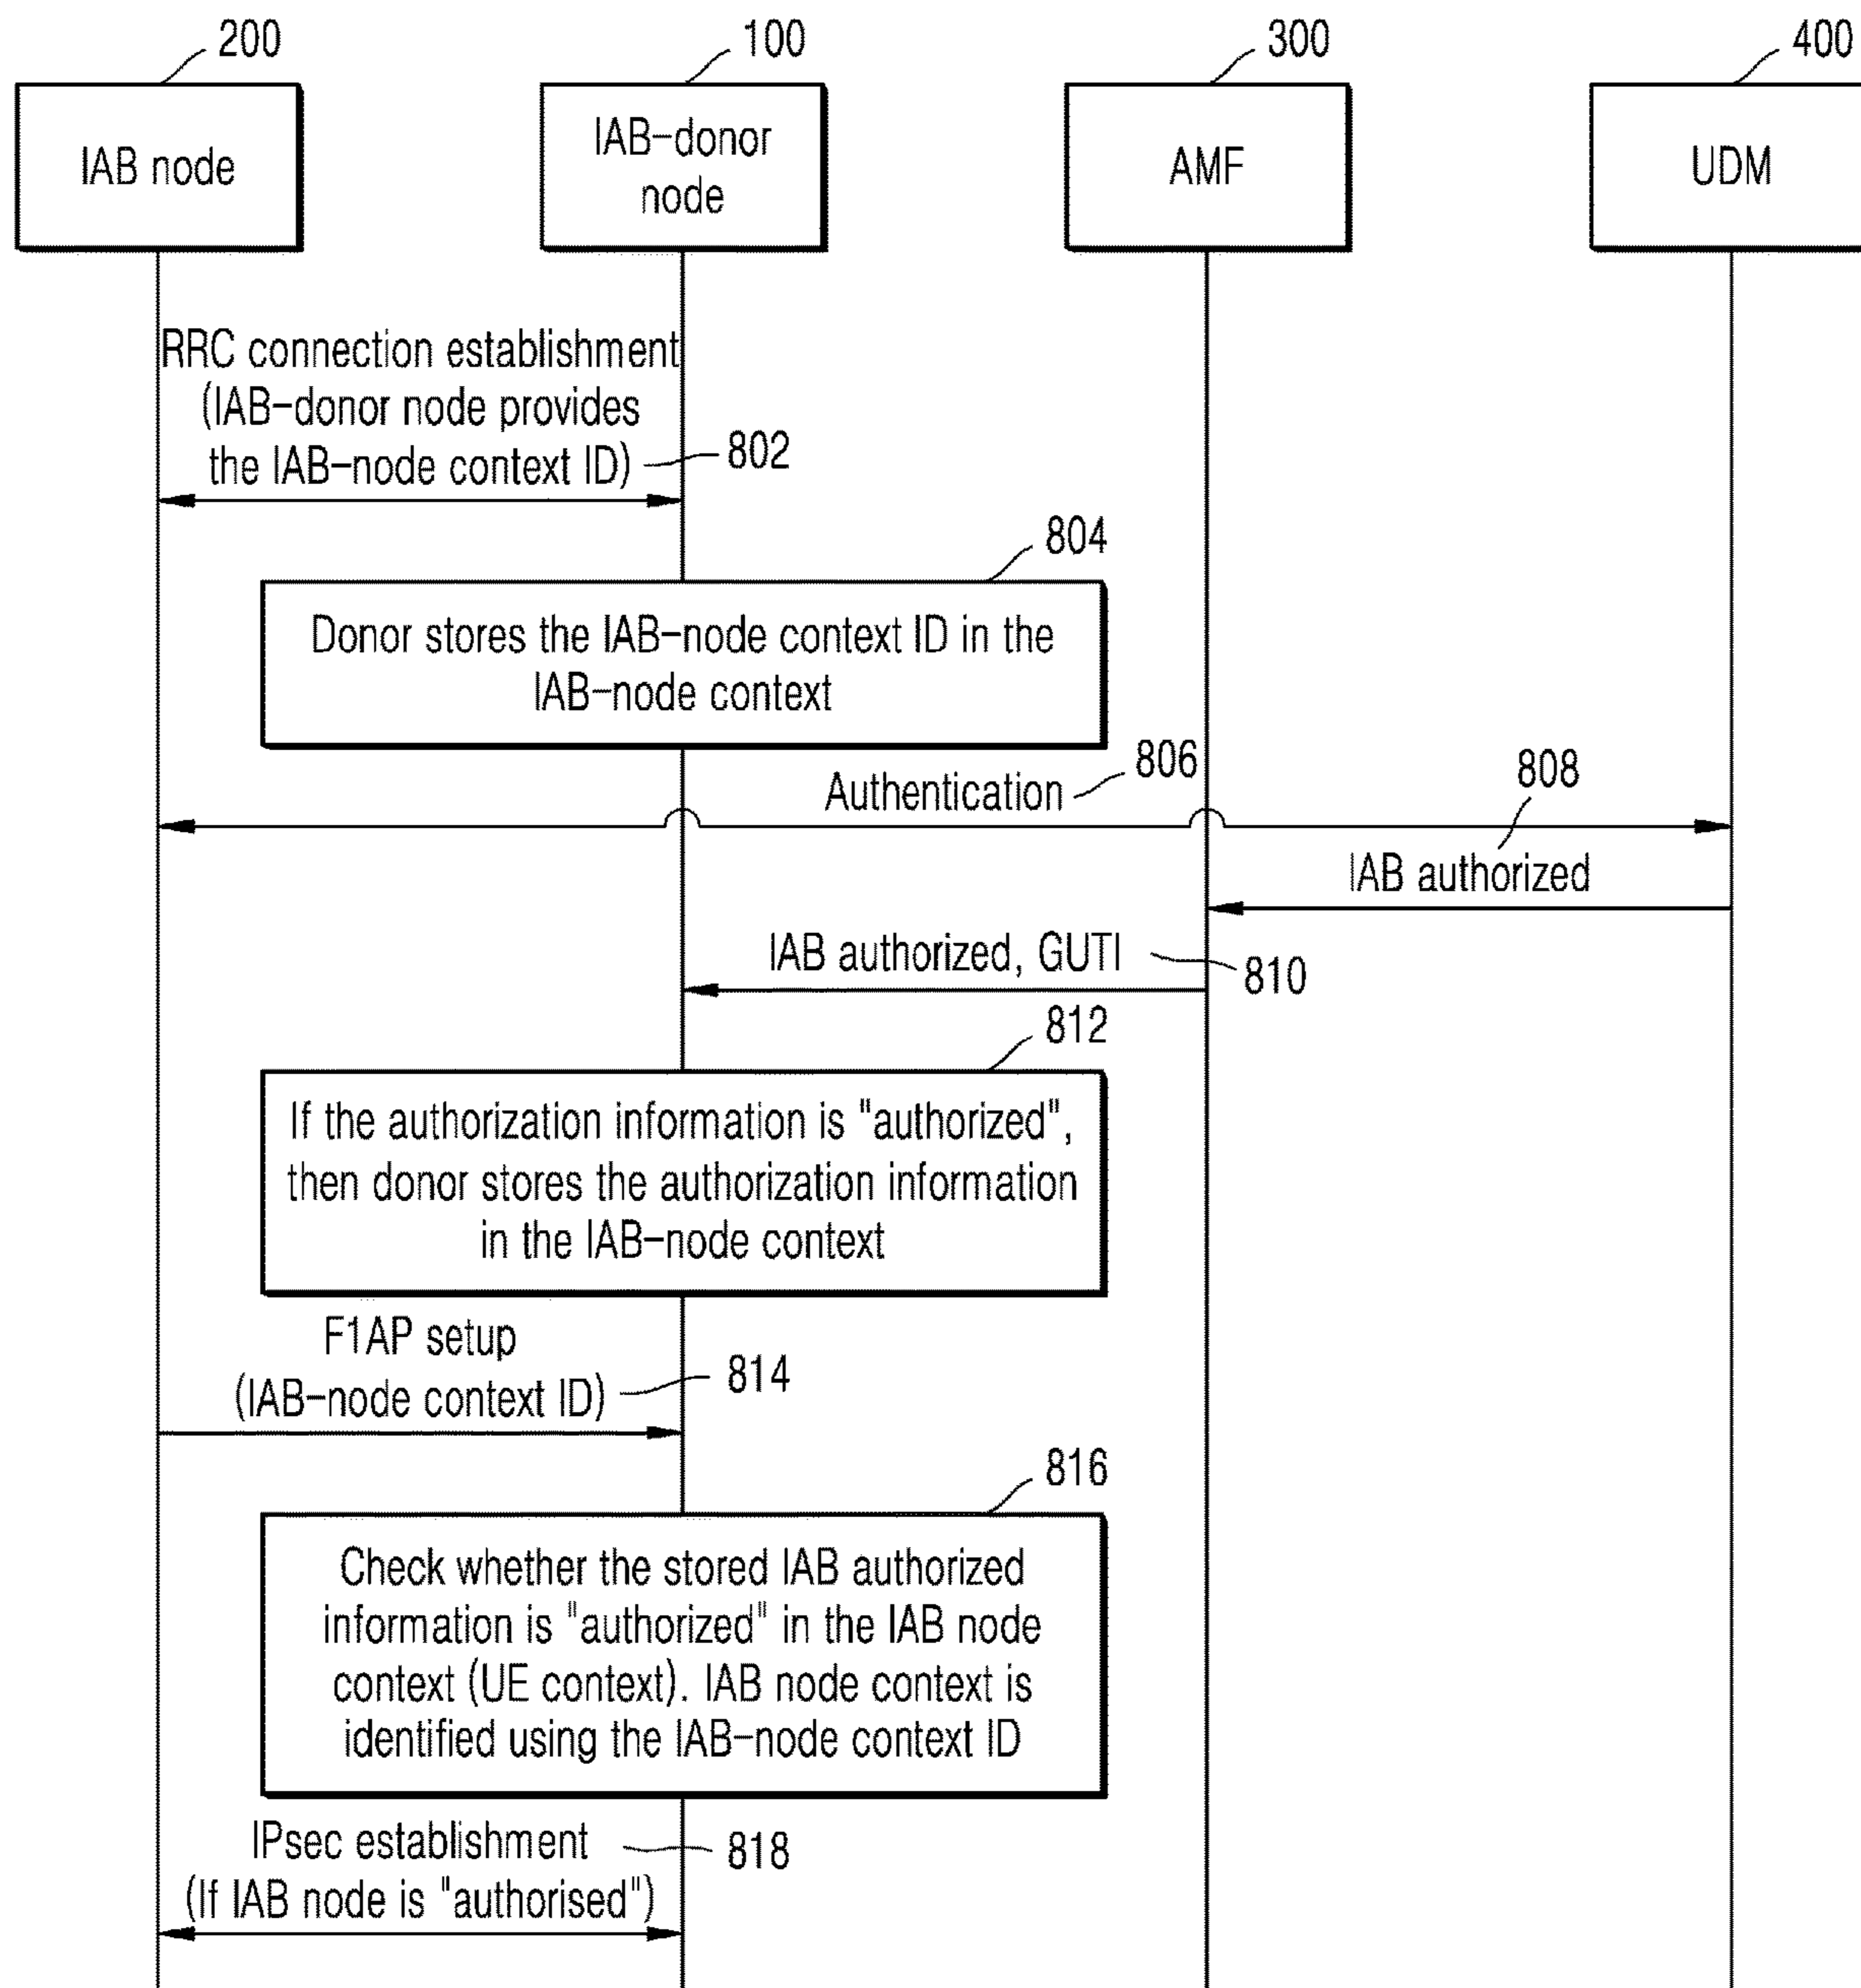 200
100
300
400
IAB node
IAB-donor
node
AMF
UDM
RRC connection establishment
(IAB-donor node provides
the IAB-node context ID)
802
804
Donor stores the IAB-node context ID in the
IAB-node context
Authentication
806
808
IAB authorized
IAB authorized, GUTI
810
812
If the authorization information is "authorized",
then donor stores the authorization information
in the IAB-node context
F1AP setup
(IAB-node context ID)
814
816
Check whether the stored IAB authorized
information is "authorized" in the IAB node
context (UE context). IAB node context is
identified using the IAB-node context ID
IPsec establishment
(If IAB node is "authorised")
818